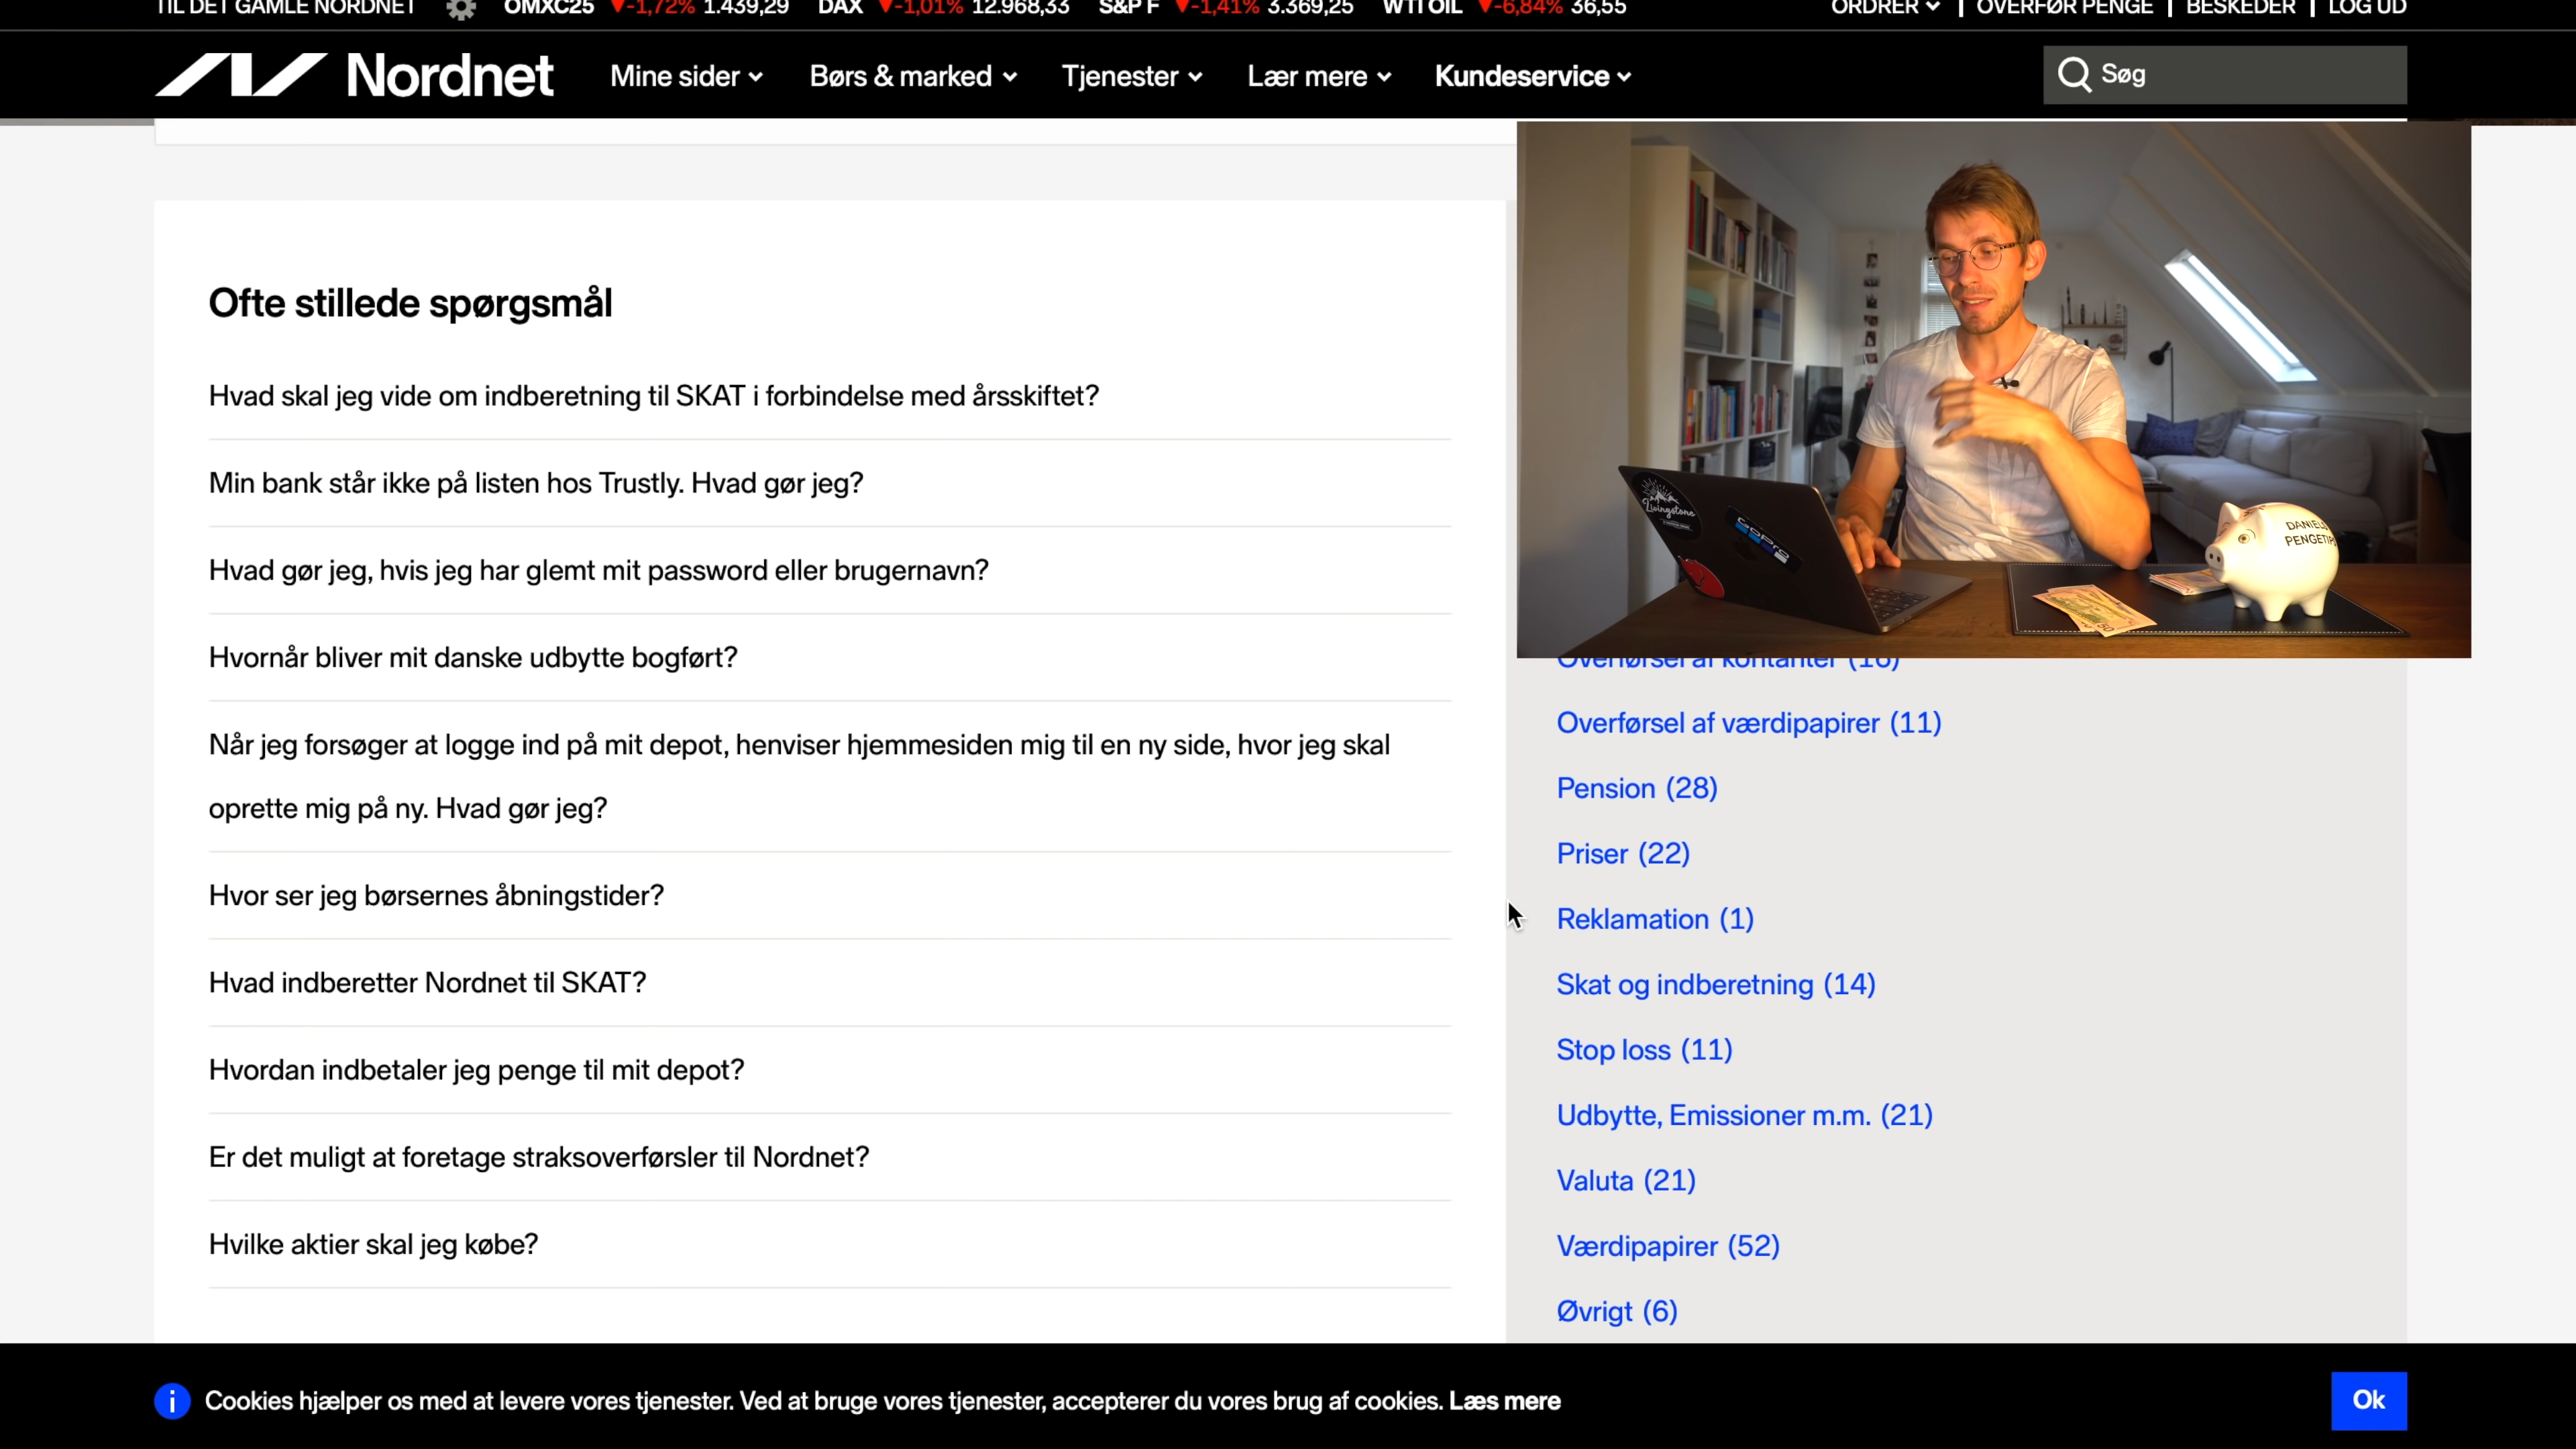 TIL DET GAMLE NORDNET OMXC25 ▼-1,72% 1.439,29 DAX ▼-1,01% 12.968,33 S&P F ▼-1,41% 3.369,25 WTI OIL ▼-6,84% 36,55 ORDRER | OVERFØR PENGE | BESKEDER | LOG UD
Nordnet Mine sider Børs & marked Tjenester Lær mere Kundeservice Søg
Ofte stillede spørgsmål
Hvad skal jeg vide om indberetning til SKAT i forbindelse med årsskiftet?
Min bank står ikke på listen hos Trustly. Hvad gør jeg?
Hvad gør jeg, hvis jeg har glemt mit password eller brugernavn?
Hvornår bliver mit danske udbytte bogført?
Når jeg forsøger at logge ind på mit depot, henviser hjemmesiden mig til en ny side, hvor jeg skal
oprette mig på ny. Hvad gør jeg?
Hvor ser jeg børsernes åbningstider?
Hvad indberetter Nordnet til SKAT?
Hvordan indbetaler jeg penge til mit depot?
Er det muligt at foretage straksoverførsler til Nordnet?
Hvilke aktier skal jeg købe?
Livingstone
GoPro
DANIELS
PENGETIPS
50
Overførsel af kontanter (16)
Overførsel af værdipapirer (11)
Pension (28)
Priser (22)
Reklamation (1)
Skat og indberetning (14)
Stop loss (11)
Udbytte, Emissioner m.m. (21)
Valuta (21)
Værdipapirer (52)
Øvrigt (6)
Cookies hjælper os med at levere vores tjenester. Ved at bruge vores tjenester, accepterer du vores brug af cookies. Læs mere
Ok